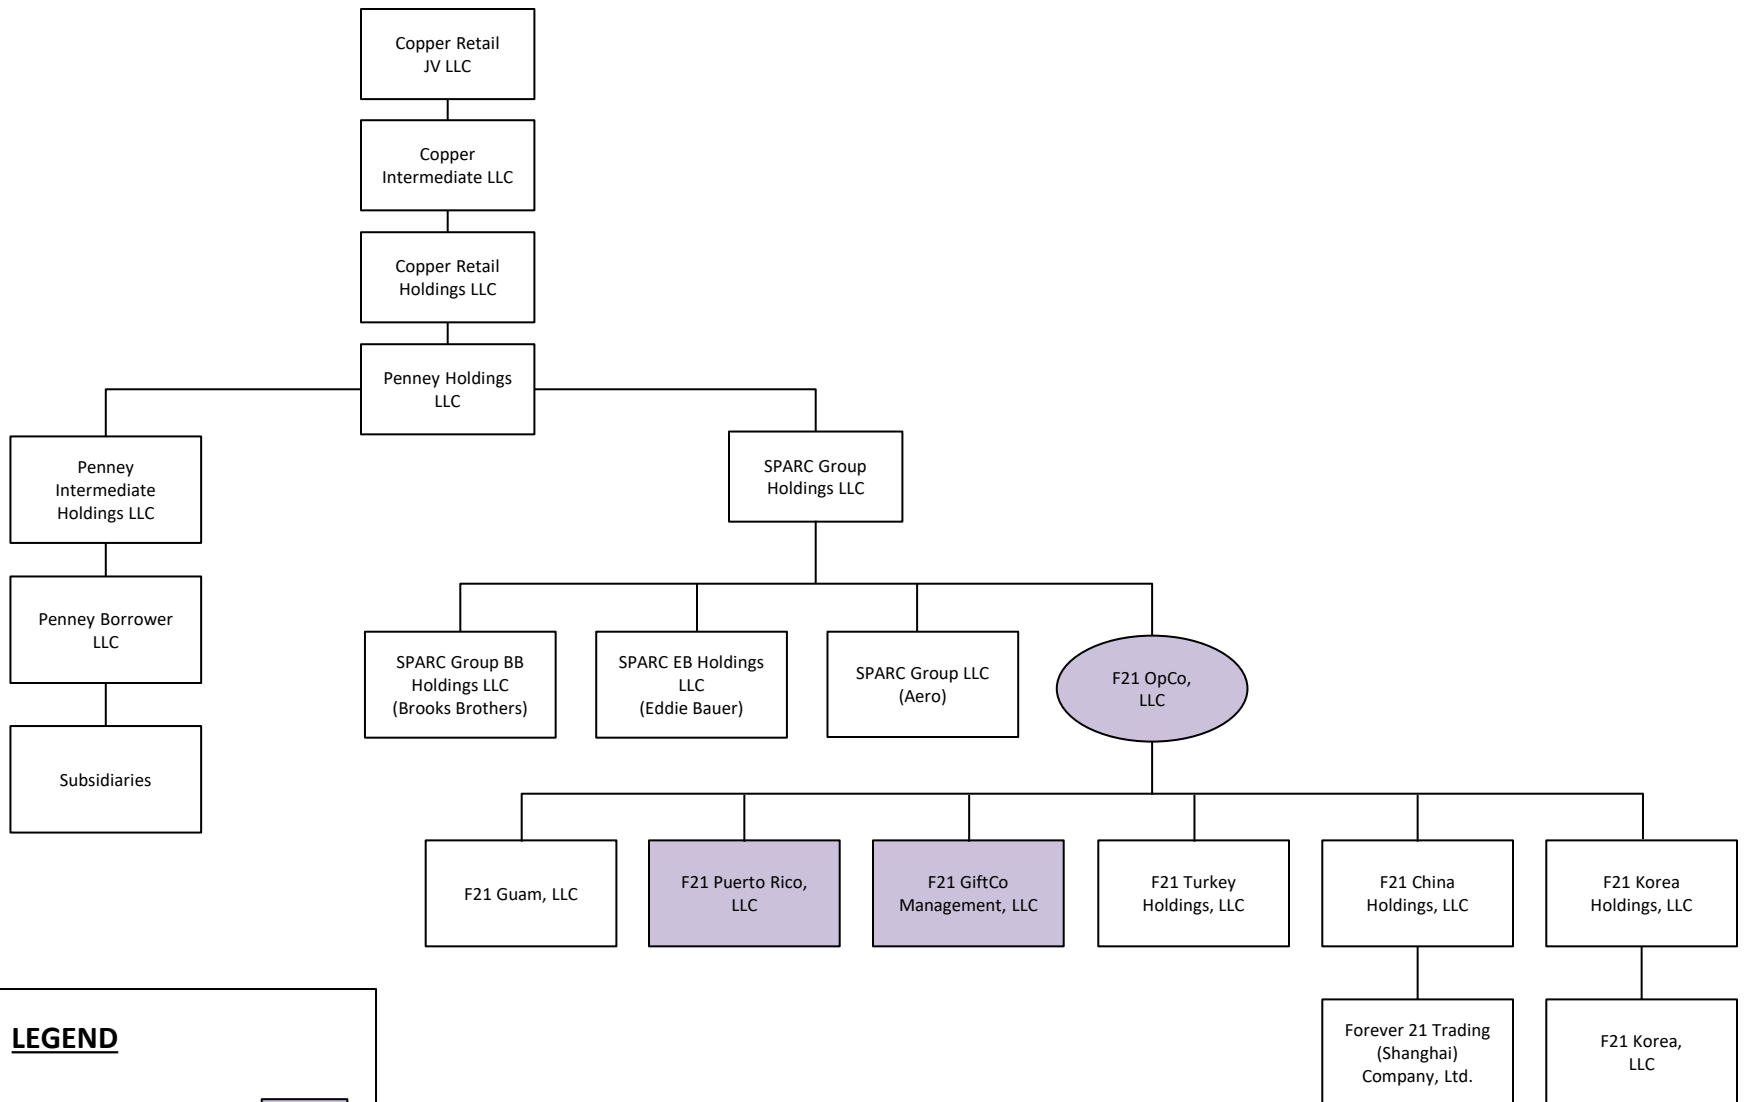 Copper Retail
JV LLC
Copper
Intermediate LLC
Copper Retail
Holdings LLC
Penney Holdings
LLC
Penney
Intermediate
Holdings LLC
SPARC Group
Holdings LLC
Penney Borrower
LLC
SPARC Group BB
Holdings LLC
(Brooks Brothers)
SPARC EB Holdings
LLC
(Eddie Bauer)
SPARC Group LLC
(Aero)
F21 OpCo,
LLC
Subsidiaries
F21 Guam, LLC
F21 Puerto Rico,
LLC
F21 GiftCo
Management, LLC
F21 Turkey
Holdings, LLC
F21 China
Holdings, LLC
F21 Korea
Holdings, LLC
Forever 21 Trading
(Shanghai)
Company, Ltd.
F21 Korea,
LLC
LEGEND